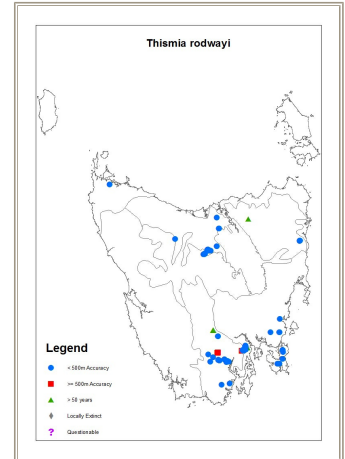 Thismia rodwayi
Legend
< 500m Accuracy
>= 500m Accuracy
> 50 years
Locally Extinct
? Questionable